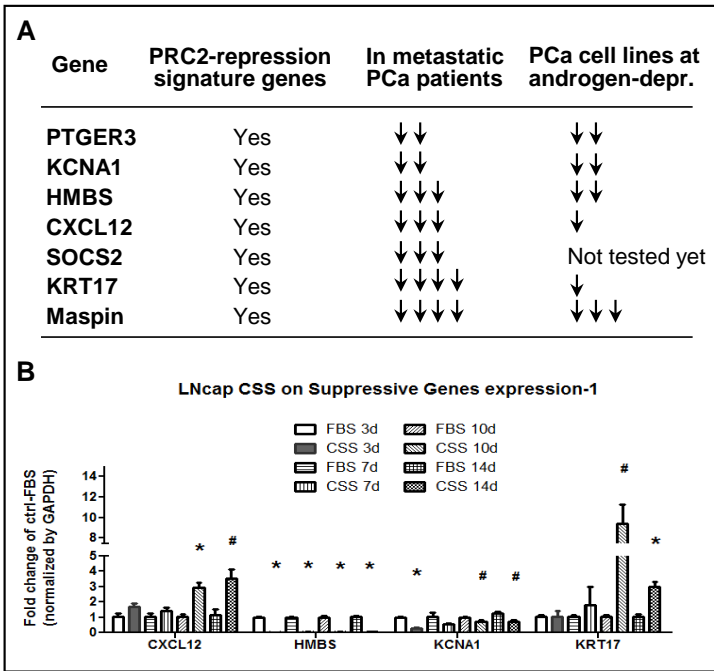 A
Gene PRC2-repression signature genes In metastatic PCa patients PCa cell lines at androgen-depr.
PTGER3 Yes ↓↓ ↓↓
KCNA1 Yes ↓↓ ↓↓
HMBS Yes ↓↓↓ ↓↓
CXCL12 Yes ↓↓↓ ↓
SOCS2 Yes ↓↓↓ Not tested yet
KRT17 Yes ↓↓↓↓ ↓
Maspin Yes ↓↓↓↓ ↓↓↓
B
LNcap CSS on Suppressive Genes expression-1
FBS 3d FBS 10d
CSS 3d CSS 10d
FBS 7d FBS 14d
CSS 7d CSS 14d
Fold change of ctrl-FBS
(normalized by GAPDH)
14
12
10
8
6
5
4
3
2
1
0
* # * * * * * # # # *
CXCL12 HMBS KCNA1 KRT17